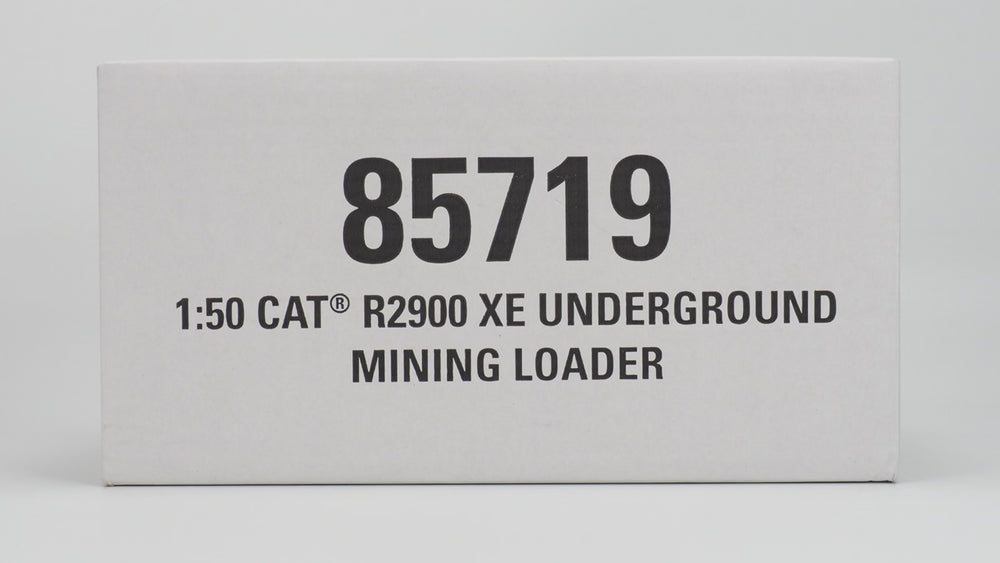 85719
1:50 CAT® R2900 XE UNDERGROUND
MINING LOADER